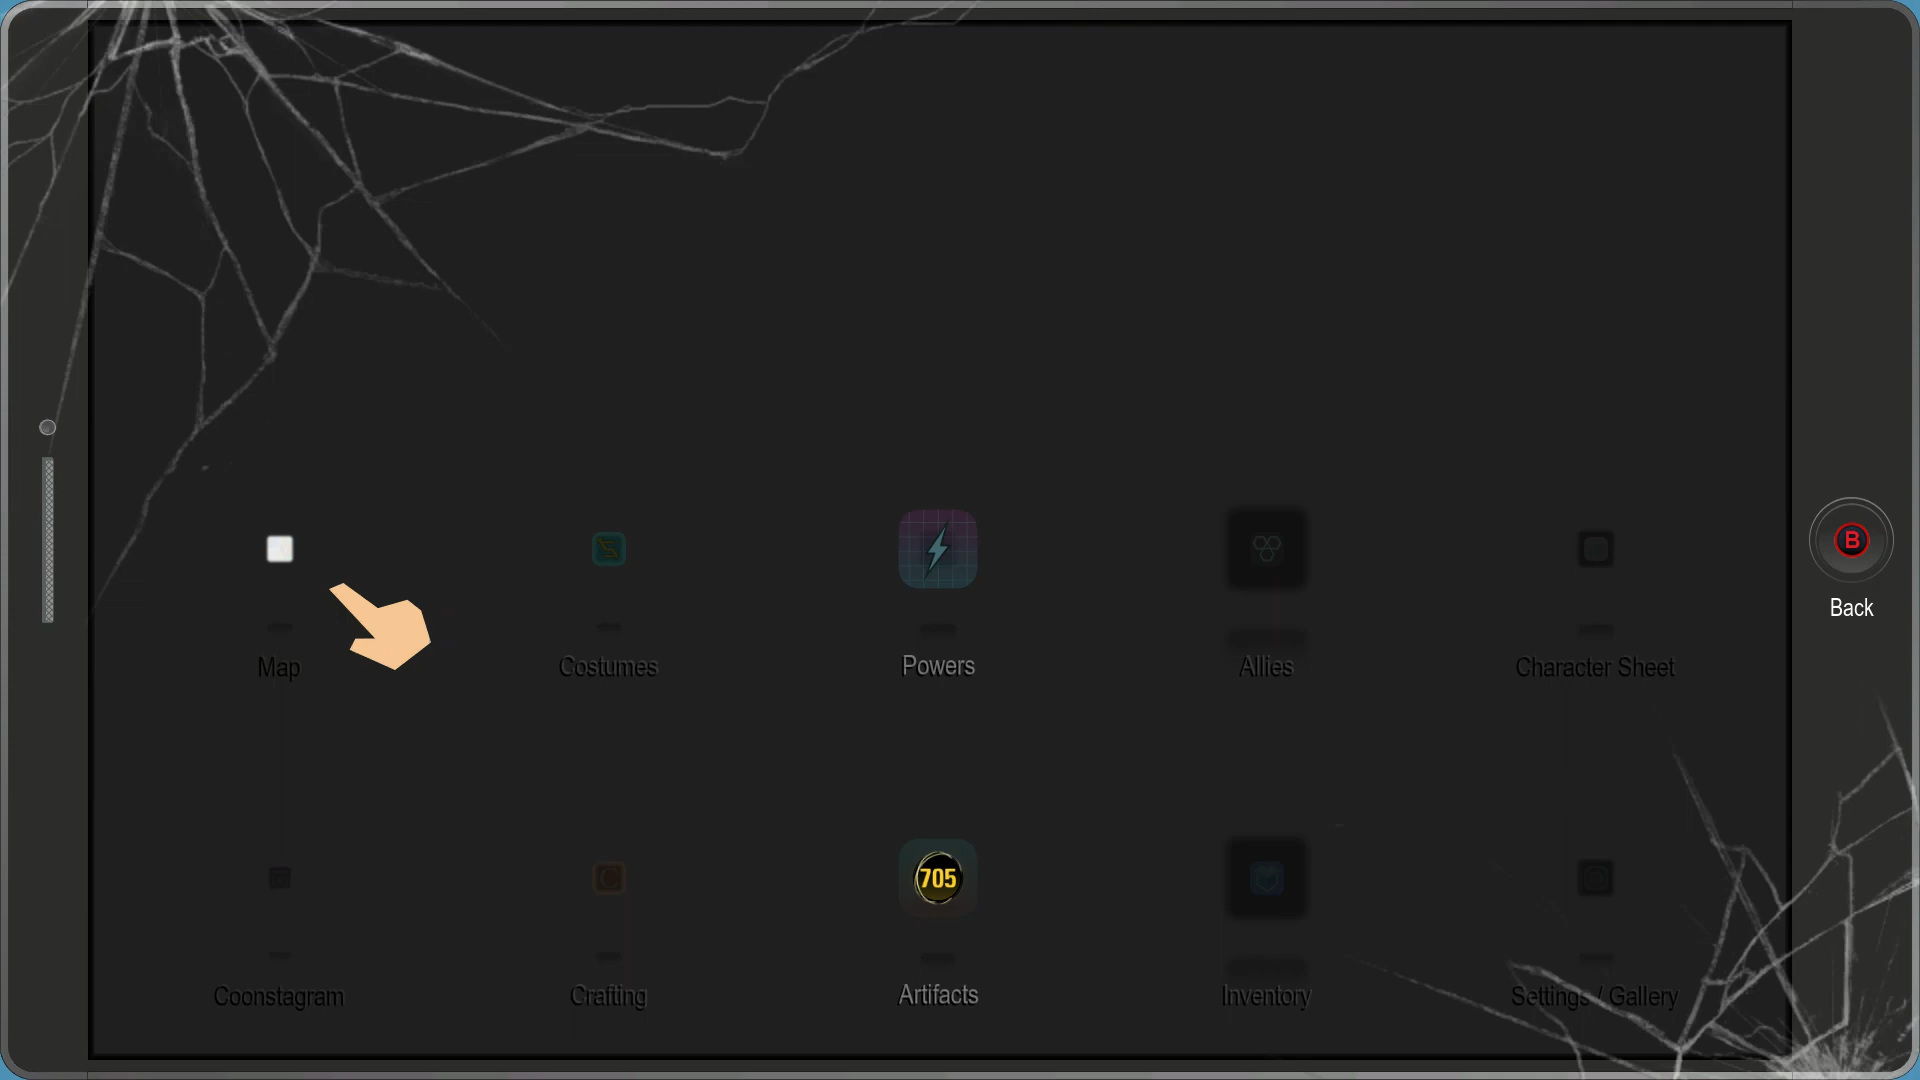 Map
Costumes
Powers
Allies
Character Sheet
B
Back
705
Coonstagram
Crafting
Artifacts
Inventory
Settings / Gallery